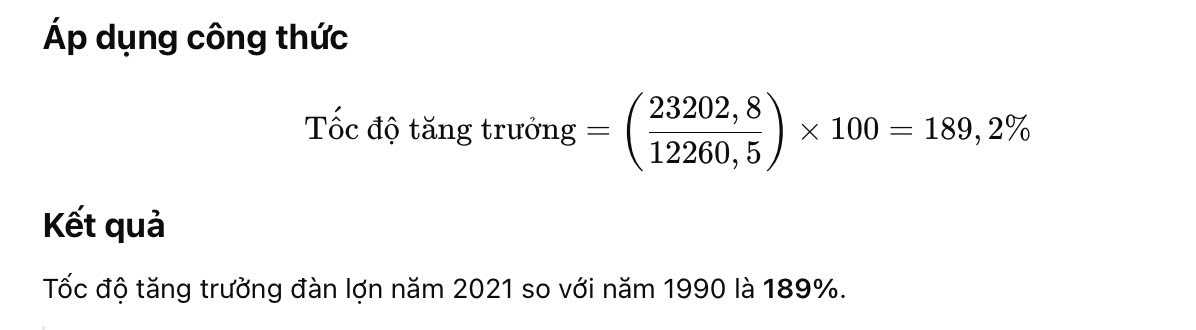 Áp dụng công thức
Tốc độ tăng trưởng = (23202,8 / 12260,5) × 100 = 189,2%
Kết quả
Tốc độ tăng trưởng đàn lợn năm 2021 so với năm 1990 là 189%.